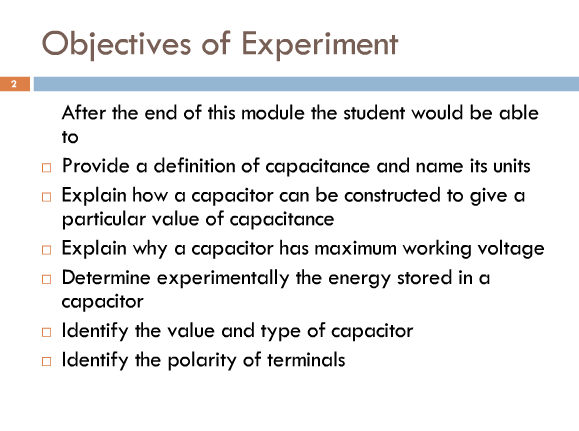 Objectives of Experiment
2
After the end of this module the student would be able
to
Provide a definition of capacitance and name its units
Explain how a capacitor can be constructed to give a
particular value of capacitance
Explain why a capacitor has maximum working voltage
Determine experimentally the energy stored in a
capacitor
Identify the value and type of capacitor
Identify the polarity of terminals